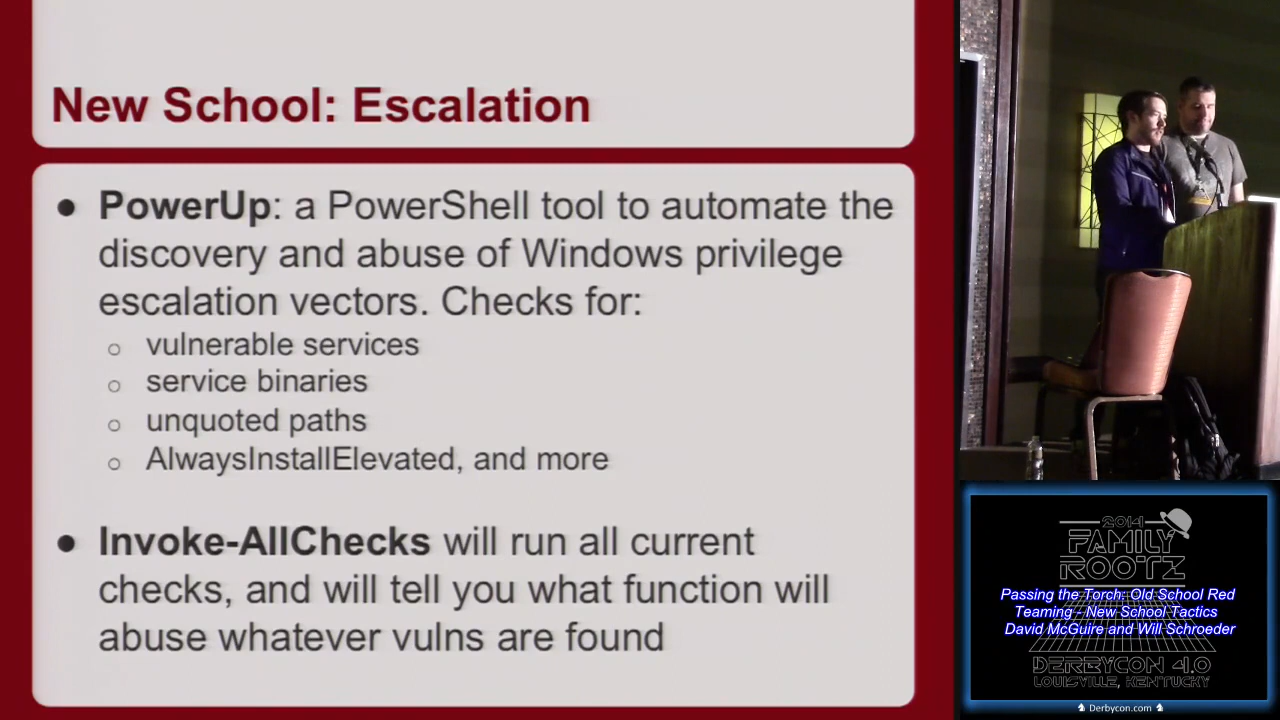 New School: Escalation
● PowerUp: a PowerShell tool to automate the
discovery and abuse of Windows privilege
escalation vectors. Checks for:
○ vulnerable services
○ service binaries
○ unquoted paths
○ AlwaysInstallElevated, and more
● Invoke-AllChecks will run all current
checks, and will tell you what function will
abuse whatever vulns are found
2014
FAMILY
ROOTZ
Passing the Torch: Old School Red
Teaming - New School Tactics
David McGuire and Will Schroeder
DERBYCON 4.0
LOUISVILLE, KENTUCKY
Derbycon.com